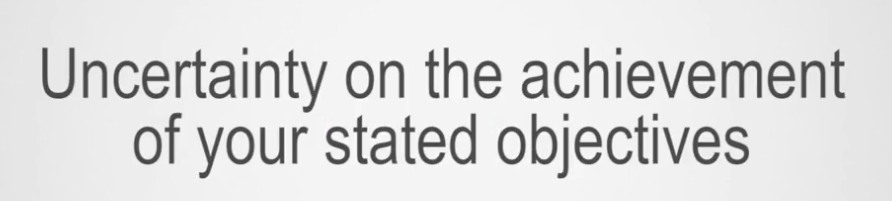 Uncertainty on the achievement
of your stated objectives